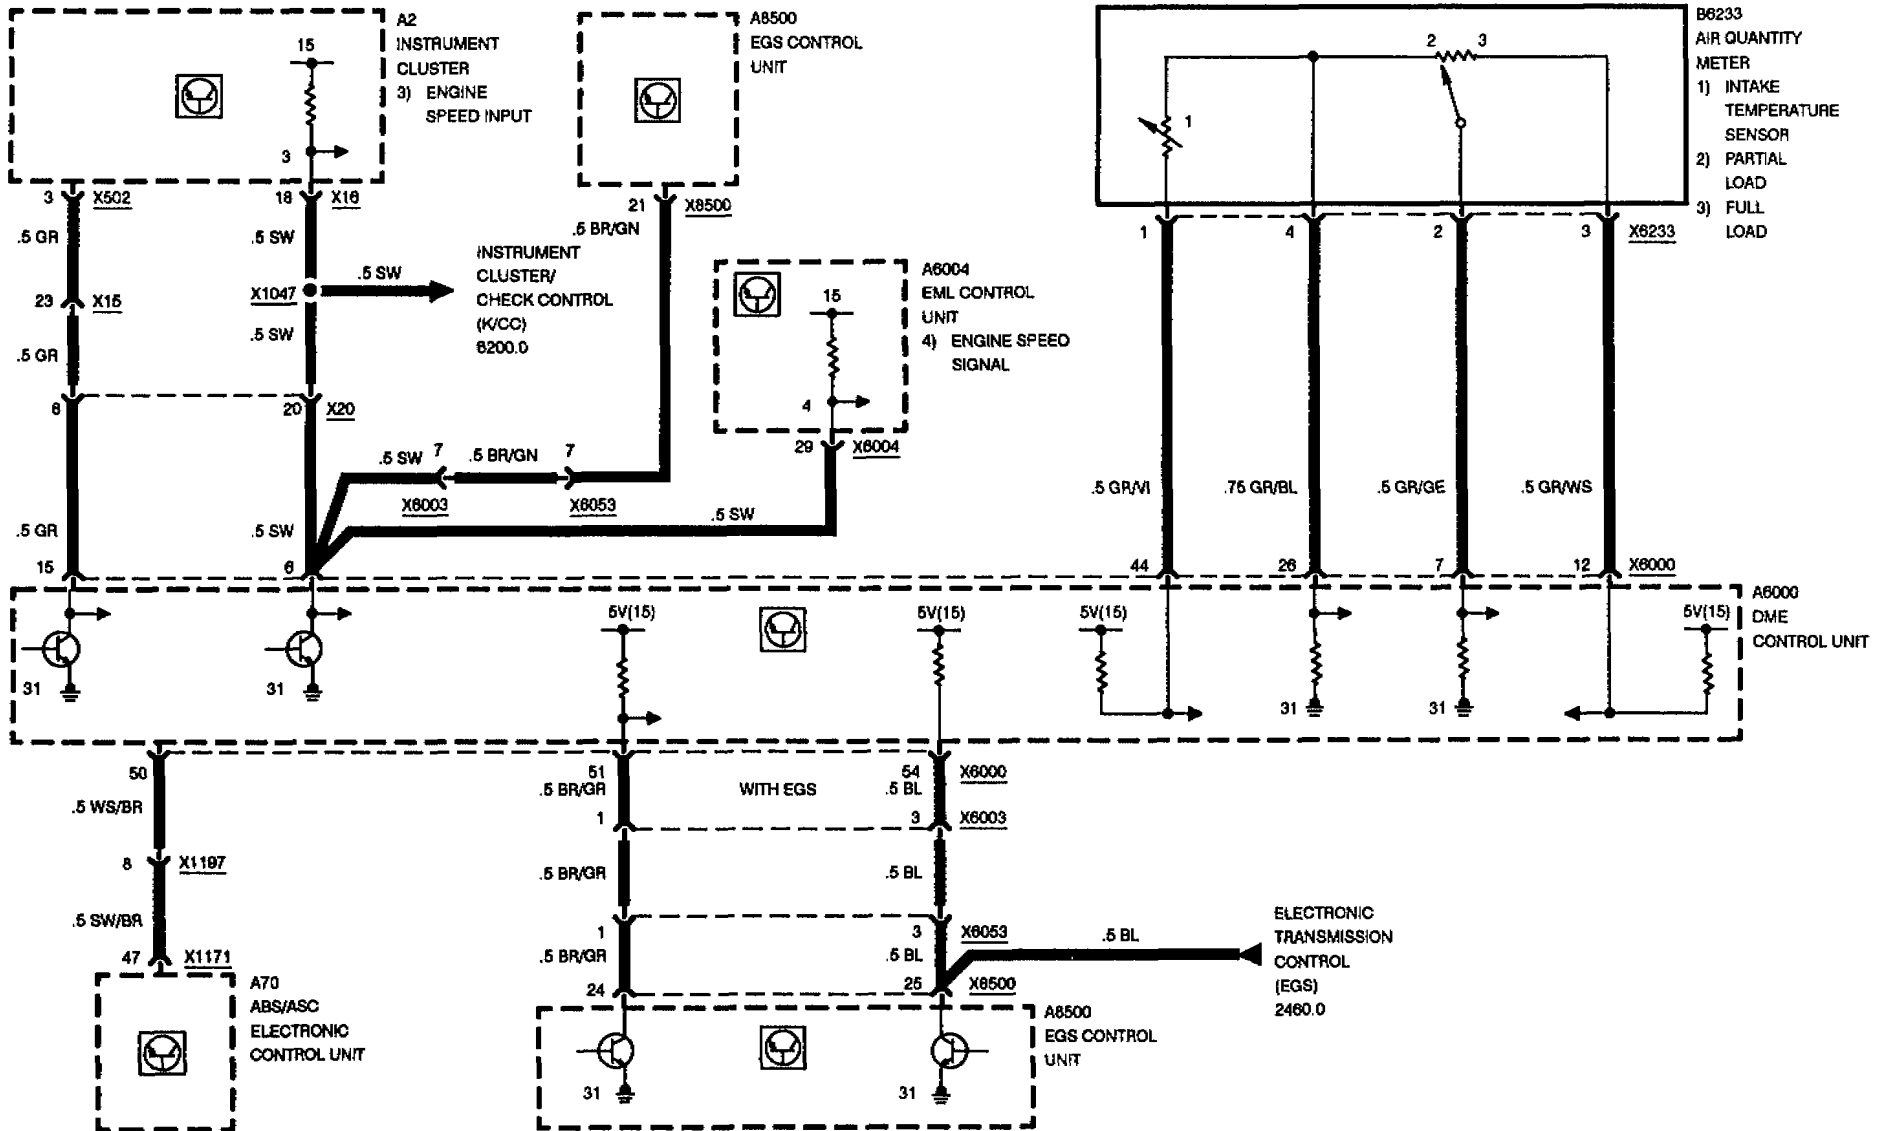 A2
INSTRUMENT
CLUSTER
3) ENGINE
SPEED INPUT
15
3
A8500
EGS CONTROL
UNIT
B6233
AIR QUANTITY
METER
1) INTAKE
TEMPERATURE
SENSOR
2) PARTIAL
LOAD
3) FULL
LOAD
2 3
1
3 X502
18 X16
21 X8500
1 4 2 3 X6233
.5 GR
.5 SW
.5 BR/GN
INSTRUMENT
CLUSTER/
CHECK CONTROL
(K/CC)
6200.0
.5 SW
23 X15
X1047
.5 GR
.5 SW
A6004
EML CONTROL
UNIT
4) ENGINE SPEED
SIGNAL
15
4
29 X6004
6
20 X20
.5 SW 7 .5 BR/GN 7
X6003 X6053
.5 SW
.5 GR
.5 SW
.5 GR/VI .75 GR/BL .5 GR/GE .5 GR/WS
15 6 44 26 7 12 X6000
A6000
DME
CONTROL UNIT
5V(15) 5V(15) 5V(15) 5V(15)
31 31 31 31
50 51 54 X6000
.5 WS/BR .5 BR/GR WITH EGS .5 BL
1 3 X6003
8 X1197
.5 BR/GR .5 BL
.5 SW/BR
1 3 X6053
.5 BL
47 X1171
.5 BR/GR .5 BL
24 25 X8500
ELECTRONIC
TRANSMISSION
CONTROL
(EGS)
2460.0
A70
ABS/ASC
ELECTRONIC
CONTROL UNIT
A8500
EGS CONTROL
UNIT
31 31